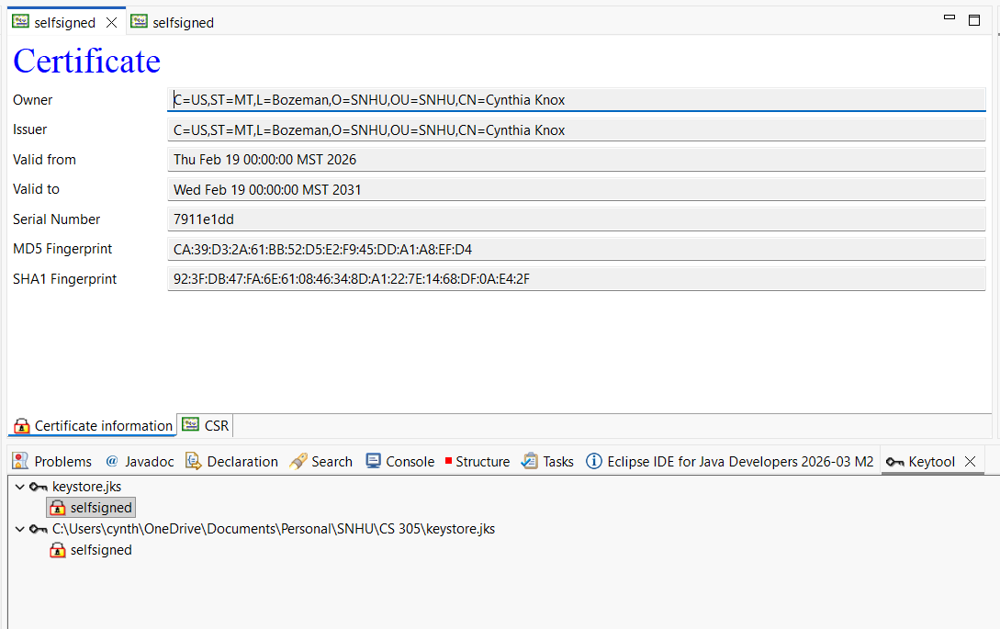 selfsigned selfsigned
Certificate
Owner C=US,ST=MT,L=Bozeman,O=SNHU,OU=SNHU,CN=Cynthia Knox
Issuer C=US,ST=MT,L=Bozeman,O=SNHU,OU=SNHU,CN=Cynthia Knox
Valid from Thu Feb 19 00:00:00 MST 2026
Valid to Wed Feb 19 00:00:00 MST 2031
Serial Number 7911e1dd
MD5 Fingerprint CA:39:D3:2A:61:BB:52:D5:E2:F9:45:DD:A1:A8:EF:D4
SHA1 Fingerprint 92:3F:DB:47:FA:6E:61:08:46:34:8D:A1:22:7E:14:68:DF:0A:E4:2F
Certificate information CSR
Problems @ Javadoc Declaration Search Console Structure Tasks Eclipse IDE for Java Developers 2026-03 M2 Keytool
keystore.jks
selfsigned
C:\Users\cynth\OneDrive\Documents\Personal\SNHU\CS 305\keystore.jks
selfsigned